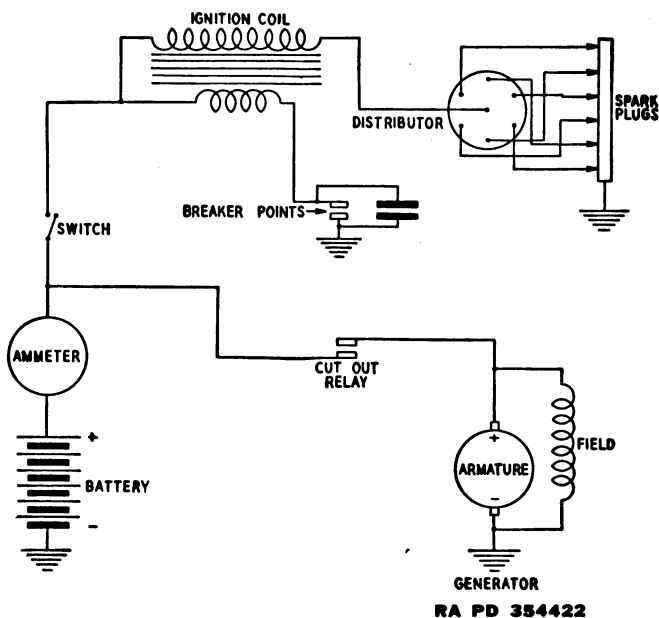 IGNITION COIL
DISTRIBUTOR
SPARK
PLUGS
BREAKER POINTS
SWITCH
AMMETER
CUT OUT
RELAY
+
BATTERY
-
+
ARMATURE
-
FIELD
GENERATOR
RA PD 354422